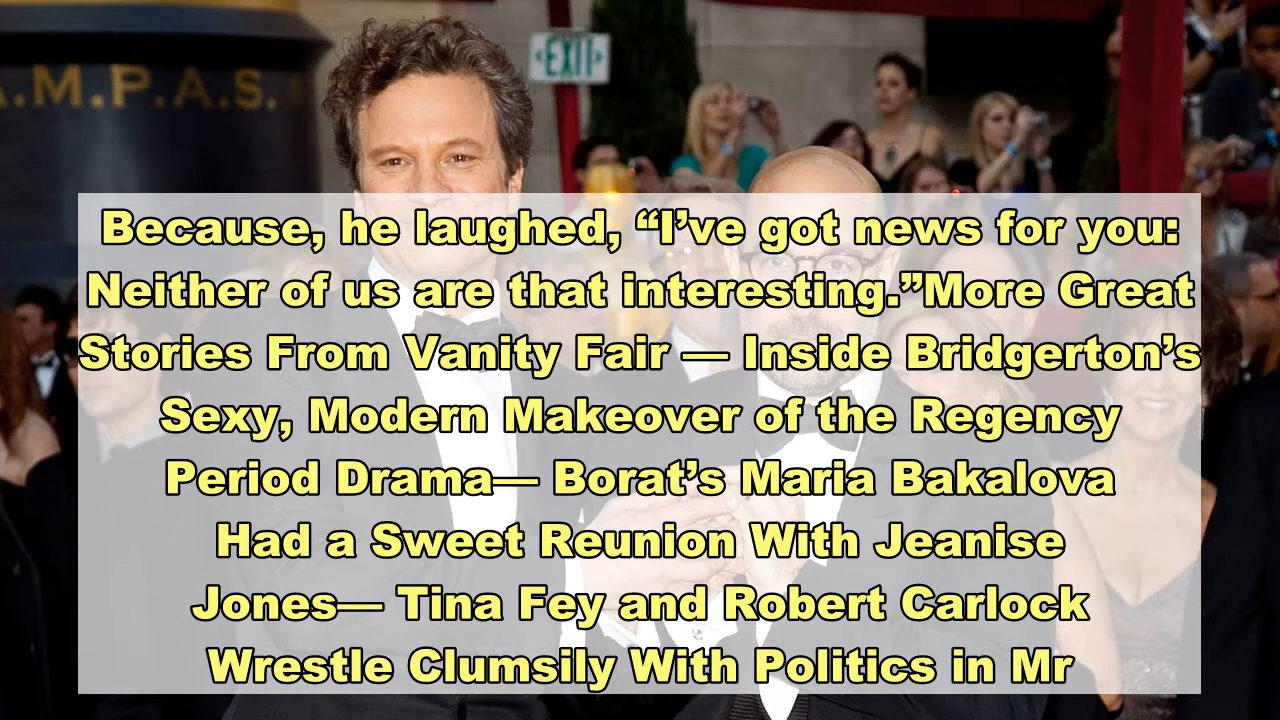 A.M.P.A.S.
EXIT
Because, he laughed, “I’ve got news for you:
Neither of us are that interesting.”More Great
Stories From Vanity Fair — Inside Bridgerton’s
Sexy, Modern Makeover of the Regency
Period Drama— Borat’s Maria Bakalova
Had a Sweet Reunion With Jeanise
Jones— Tina Fey and Robert Carlock
Wrestle Clumsily With Politics in Mr